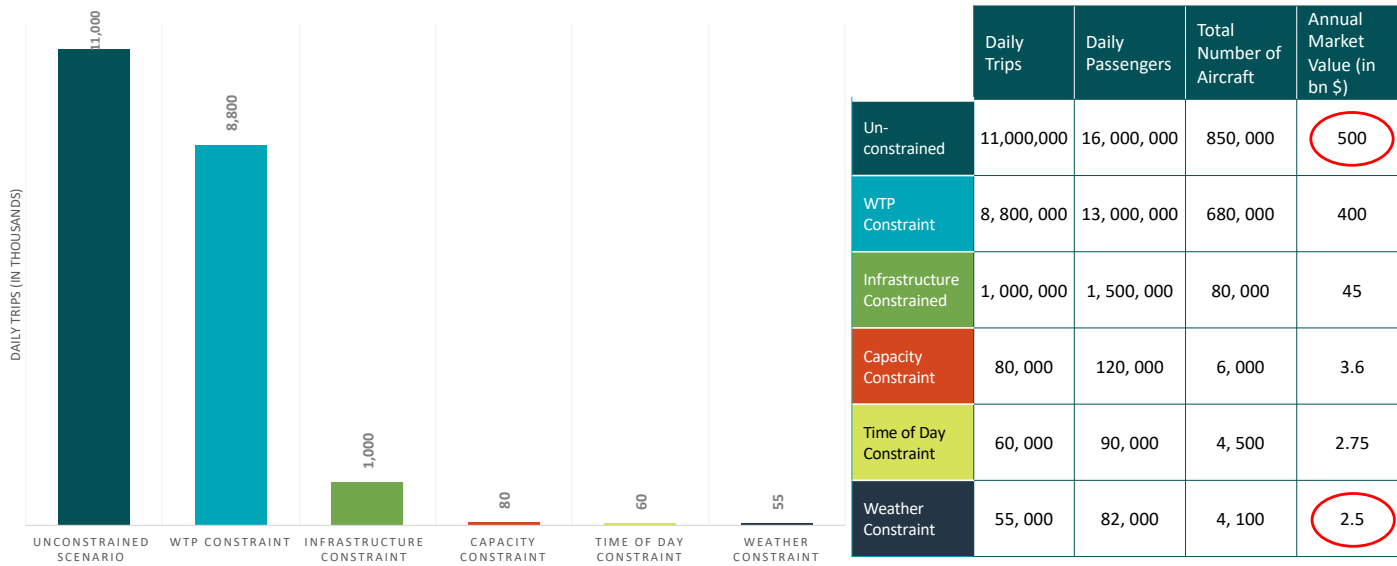 DAILY TRIPS (IN THOUSANDS)
11,000
8,800
1,000
80
60
55
UNCONSTRAINED
SCENARIO
WTP CONSTRAINT
INFRASTRUCTURE
CONSTRAINT
CAPACITY
CONSTRAINT
TIME OF DAY
CONSTRAINT
WEATHER
CONSTRAINT
Daily
Trips
Daily
Passengers
Total
Number of
Aircraft
Annual
Market
Value (in
bn $)
Un-
constrained
11,000,000
16, 000, 000
850, 000
500
WTP
Constraint
8, 800, 000
13, 000, 000
680, 000
400
Infrastructure
Constrained
1, 000, 000
1, 500, 000
80, 000
45
Capacity
Constraint
80, 000
120, 000
6, 000
3.6
Time of Day
Constraint
60, 000
90, 000
4, 500
2.75
Weather
Constraint
55, 000
82, 000
4, 100
2.5